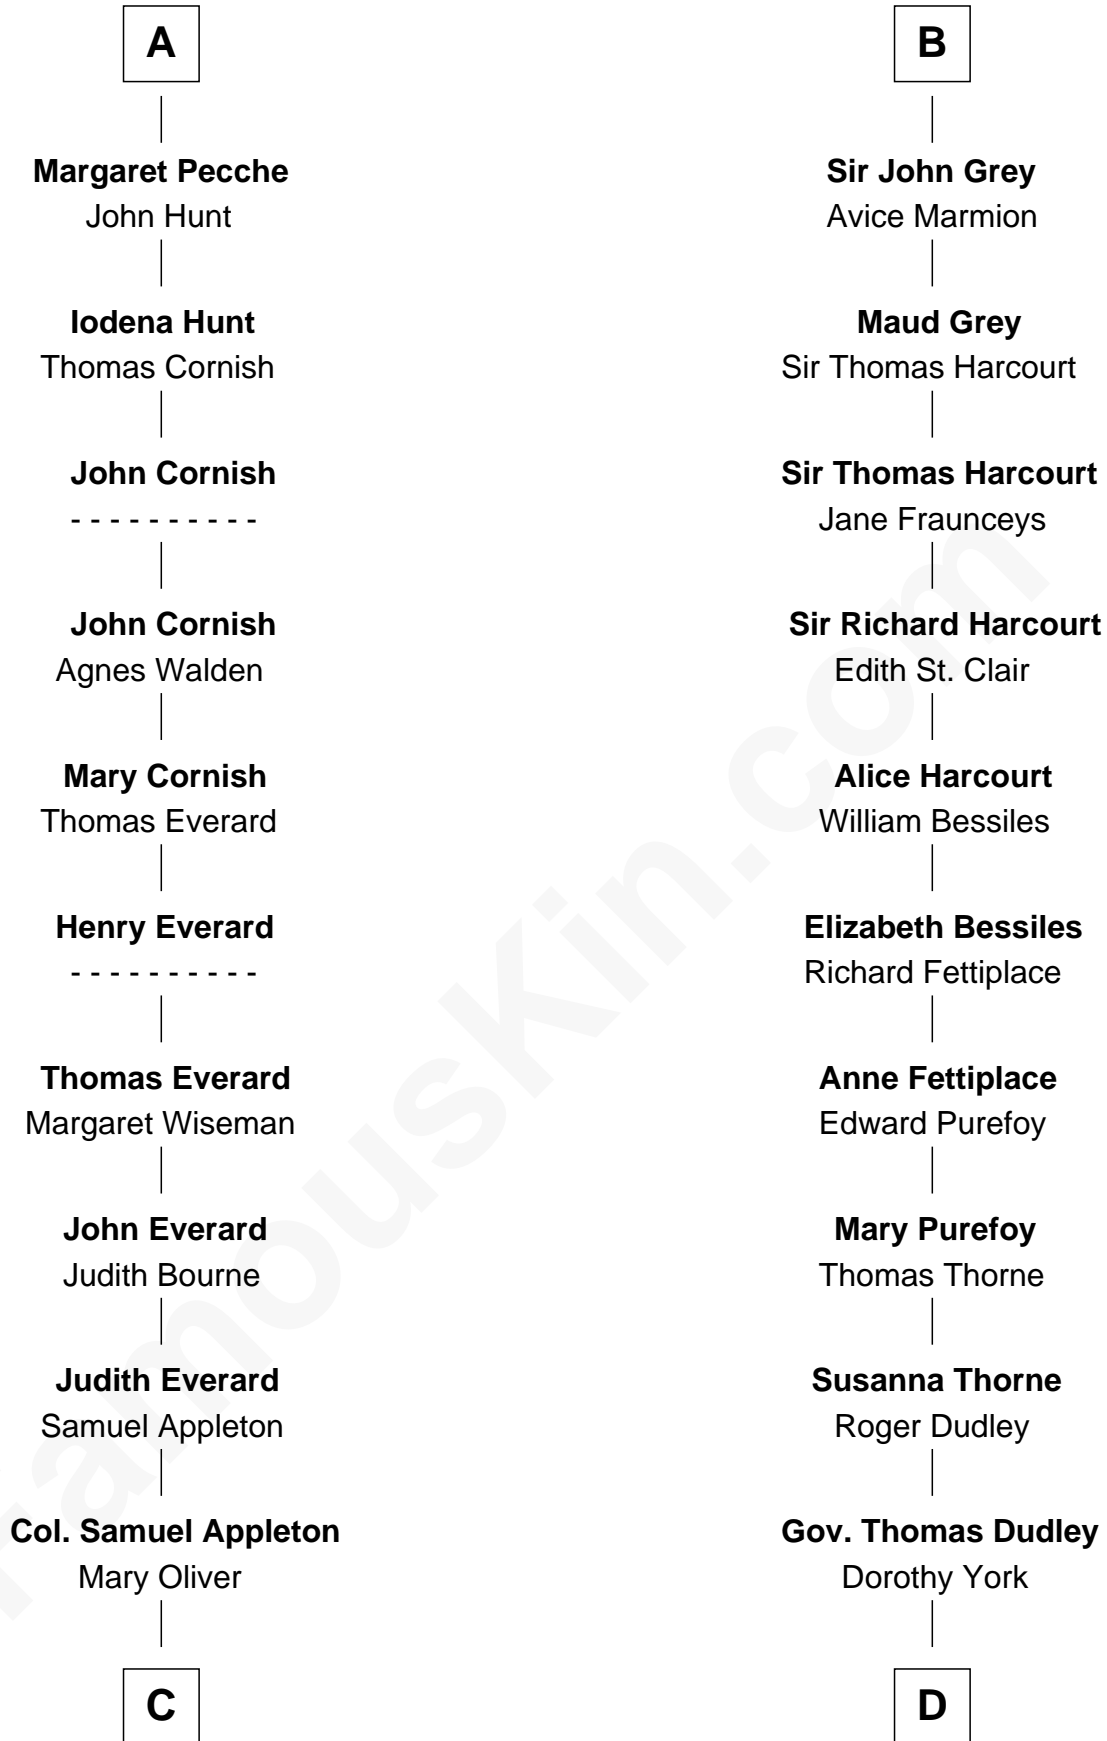 A
Margaret Pecche
John Hunt
Iodena Hunt
Thomas Cornish
John Cornish
- - - - - - - - - -
John Cornish
Agnes Walden
Mary Cornish
Thomas Everard
Henry Everard
- - - - - - - - - -
Thomas Everard
Margaret Wiseman
John Everard
Judith Bourne
Judith Everard
Samuel Appleton
Col. Samuel Appleton
Mary Oliver
C
B
Sir John Grey
Avice Marmion
Maud Grey
Sir Thomas Harcourt
Sir Thomas Harcourt
Jane Fraunceys
Sir Richard Harcourt
Edith St. Clair
Alice Harcourt
William Bessiles
Elizabeth Bessiles
Richard Fettiplace
Anne Fettiplace
Edward Purefoy
Mary Purefoy
Thomas Thorne
Susanna Thorne
Roger Dudley
Gov. Thomas Dudley
Dorothy York
D
FamousKin.com